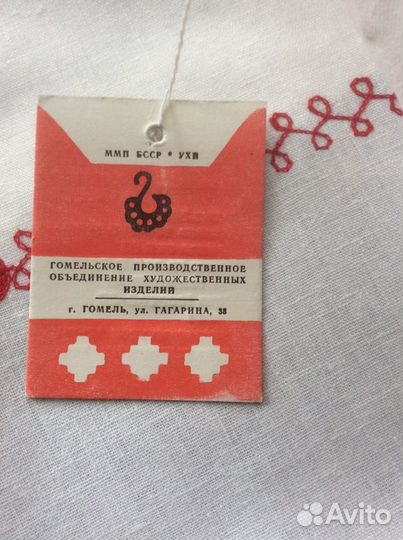 ММП БССР * УХП
ГОМЕЛЬСКОЕ ПРОИЗВОДСТВЕННОЕ
ОБЪЕДИНЕНИЕ ХУДОЖЕСТВЕННЫХ
ИЗДЕЛИЙ
г. ГОМЕЛЬ, ул. ГАГАРИНА, 38
Avito